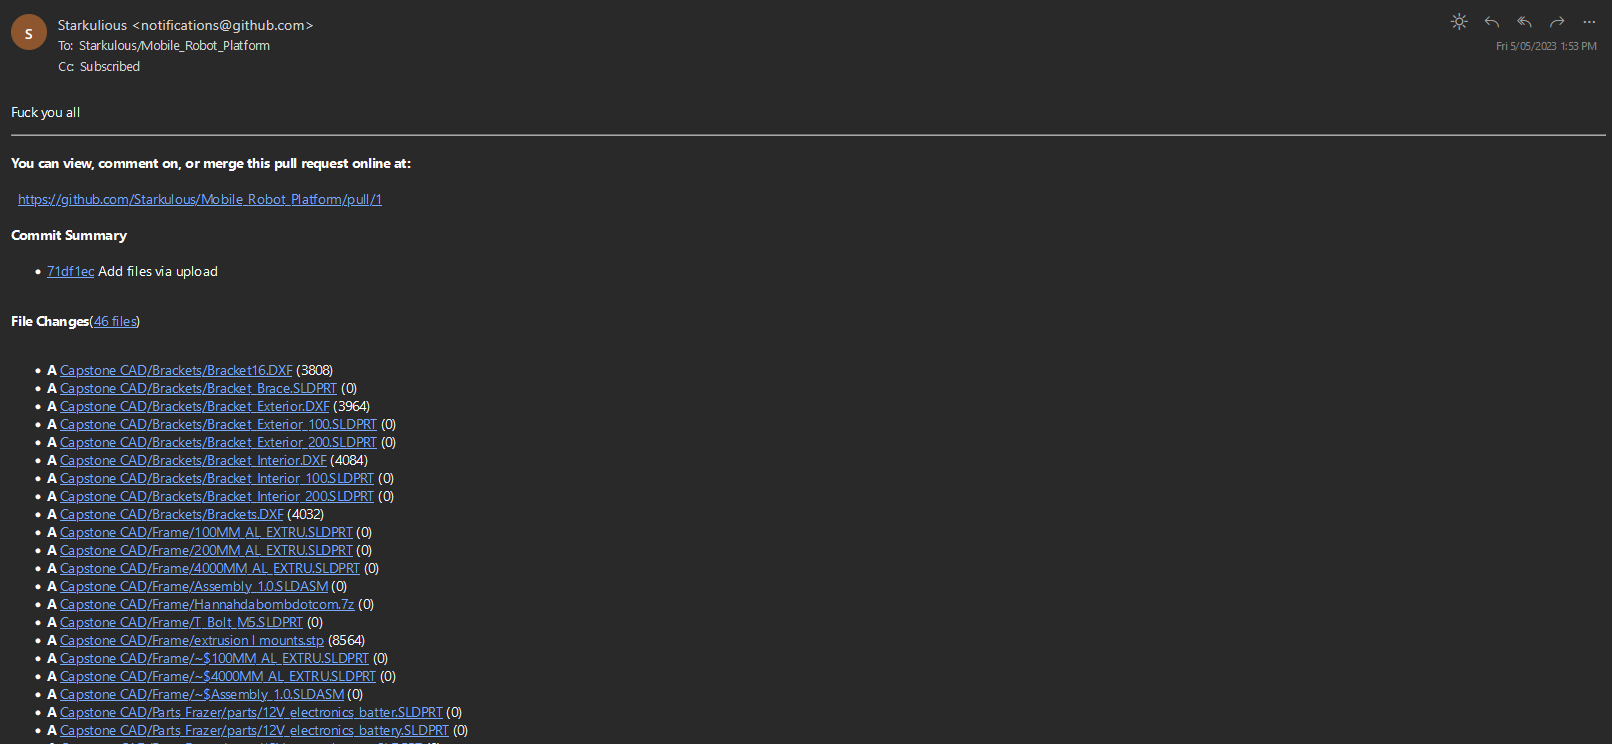 S
Starkulious <notifications@github.com>
To: Starkulous/Mobile_Robot_Platform
Cc: Subscribed
Fri 5/05/2023 1:53 PM
Fuck you all
You can view, comment on, or merge this pull request online at:
https://github.com/Starkulous/Mobile_Robot_Platform/pull/1
Commit Summary
• 71df1ec Add files via upload
File Changes(46 files)
• A Capstone CAD/Brackets/Bracket16.DXF (3808)
• A Capstone CAD/Brackets/Bracket_Brace.SLDPRT (0)
• A Capstone CAD/Brackets/Bracket_Exterior.DXF (3964)
• A Capstone CAD/Brackets/Bracket_Exterior_100.SLDPRT (0)
• A Capstone CAD/Brackets/Bracket_Exterior_200.SLDPRT (0)
• A Capstone CAD/Brackets/Bracket_Interior.DXF (4084)
• A Capstone CAD/Brackets/Bracket_Interior_100.SLDPRT (0)
• A Capstone CAD/Brackets/Bracket_Interior_200.SLDPRT (0)
• A Capstone CAD/Brackets/Brackets.DXF (4032)
• A Capstone CAD/Frame/100MM_AL_EXTRU.SLDPRT (0)
• A Capstone CAD/Frame/200MM_AL_EXTRU.SLDPRT (0)
• A Capstone CAD/Frame/4000MM_AL_EXTRU.SLDPRT (0)
• A Capstone CAD/Frame/Assembly_1.0.SLDASM (0)
• A Capstone CAD/Frame/Hannahdabombdotcom.7z (0)
• A Capstone CAD/Frame/T_Bolt_M5.SLDPRT (0)
• A Capstone CAD/Frame/extrusion l mounts.stp (8564)
• A Capstone CAD/Frame/~$100MM_AL_EXTRU.SLDPRT (0)
• A Capstone CAD/Frame/~$4000MM_AL_EXTRU.SLDPRT (0)
• A Capstone CAD/Frame/~$Assembly_1.0.SLDASM (0)
• A Capstone CAD/Parts_Frazer/parts/12V_electronics_batter.SLDPRT (0)
• A Capstone CAD/Parts_Frazer/parts/12V_electronics_battery.SLDPRT (0)